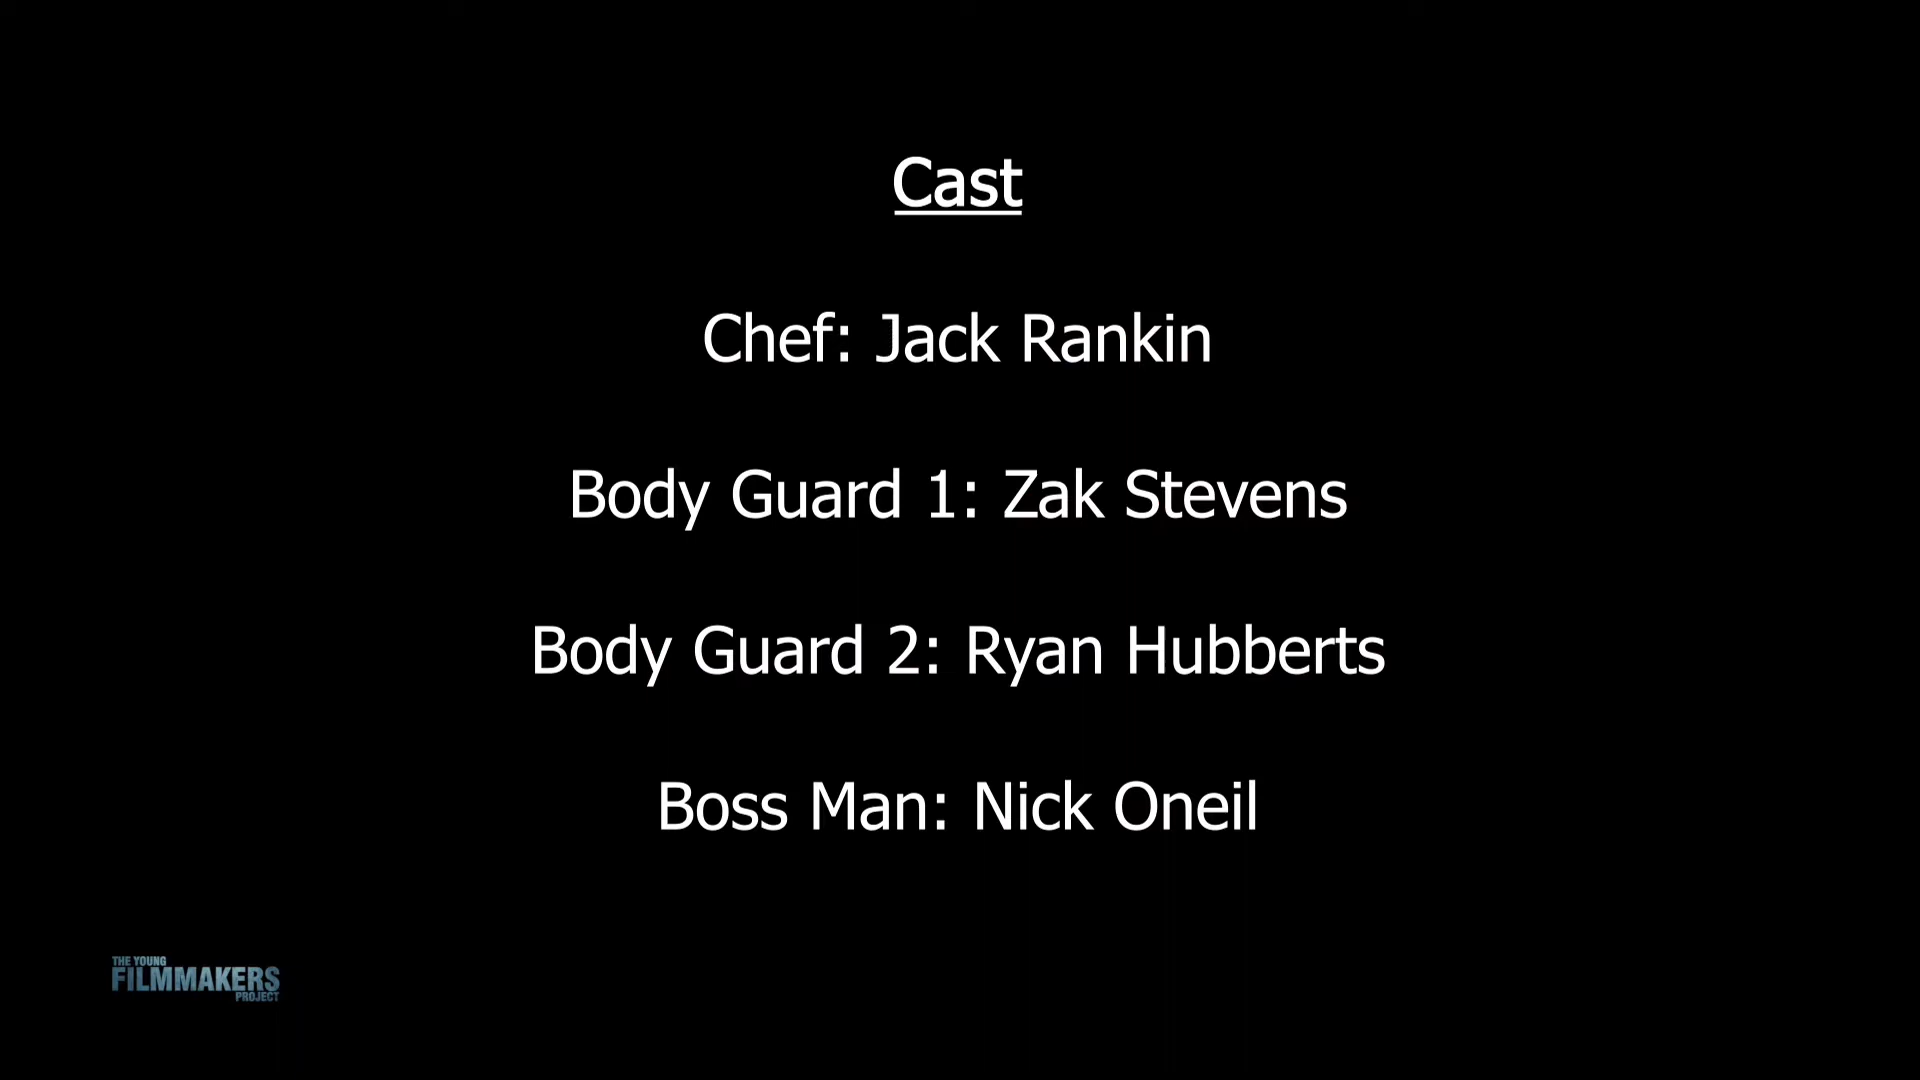 Cast
Chef: Jack Rankin
Body Guard 1: Zak Stevens
Body Guard 2: Ryan Hubberts
Boss Man: Nick Oneil
THE YOUNG
FILMMAKERS
PROJECT